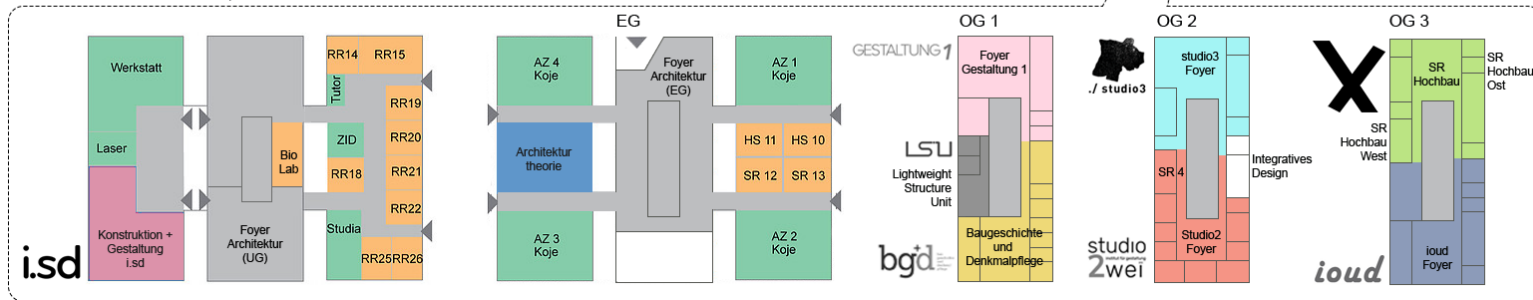 EG
OG 1
OG 2
OG 3
Werkstatt
Laser
Konstruktion +
Gestaltung
i.sd
i.sd
Foyer
Architektur
(UG)
Bio
Lab
RR14
RR15
Tutor
RR19
ZID
RR20
RR18
RR21
RR22
Studia
RR25
RR26
AZ 4
Koje
Architektur
theorie
AZ 3
Koje
Foyer
Architektur
(EG)
AZ 1
Koje
HS 11
HS 10
SR 12
SR 13
AZ 2
Koje
GESTALTUNG1
Foyer
Gestaltung 1
LSU
Lightweight
Structure
Unit
bg+d
Baugeschichte
und
Denkmalpflege
./ studio3
studio3
Foyer
SR 4
Integratives
Design
Studio2
Foyer
studio
2wei
institut für gestaltung
X
SR
Hochbau
SR
Hochbau
Ost
SR
Hochbau
West
ioud
ioud
Foyer